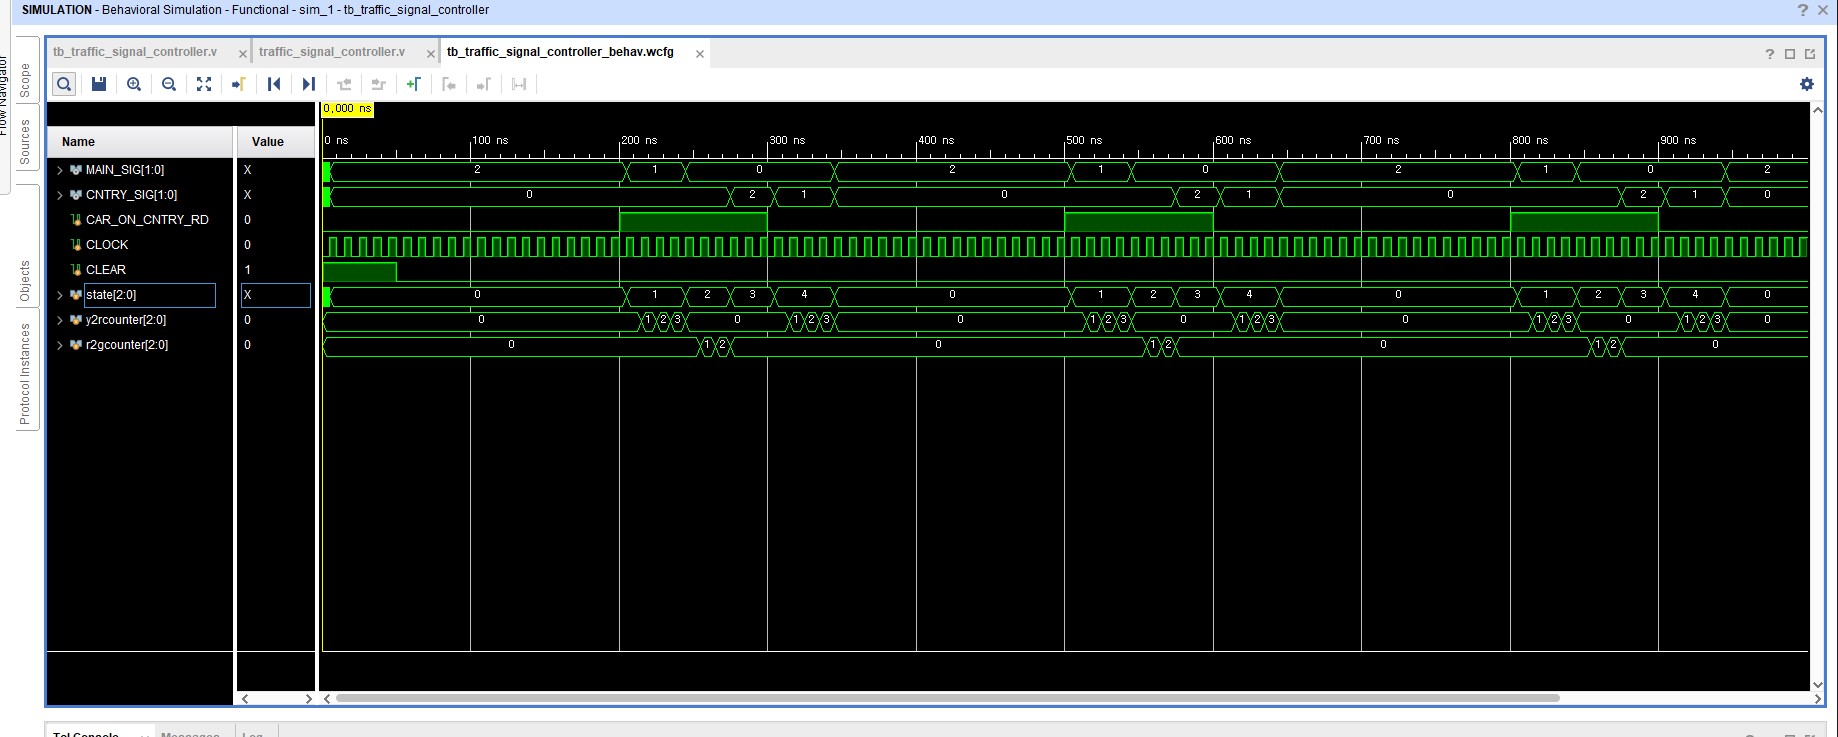 SIMULATION - Behavioral Simulation - Functional - sim_1 - tb_traffic_signal_controller
? ×
tb_traffic_signal_controller.v × traffic_signal_controller.v × tb_traffic_signal_controller_behav.wcfg ×
Flow Navigator
Scope
Sources
Objects
Protocol Instances
0.000 ns
Name Value
0 ns 100 ns 200 ns 300 ns 400 ns 500 ns 600 ns 700 ns 800 ns 900 ns
MAIN_SIG[1:0] X 2 1 0 2 1 0 2 1 0 2
CNTRY_SIG[1:0] X 0 2 1 0 2 1 0 2 1 0
CAR_ON_CNTRY_RD 0
CLOCK 0
CLEAR 1
state[2:0] X 0 1 2 3 4 0 1 2 3 4 0 1 2 3 4 0
y2rcounter[2:0] 0 0 1 2 3 0 1 2 3 0 1 2 3 0 1 2 3 0 1 2 3 0 1 2 3 0
r2gcounter[2:0] 0 0 1 2 0 1 2 0 1 2 0
Tcl Console Messages Log